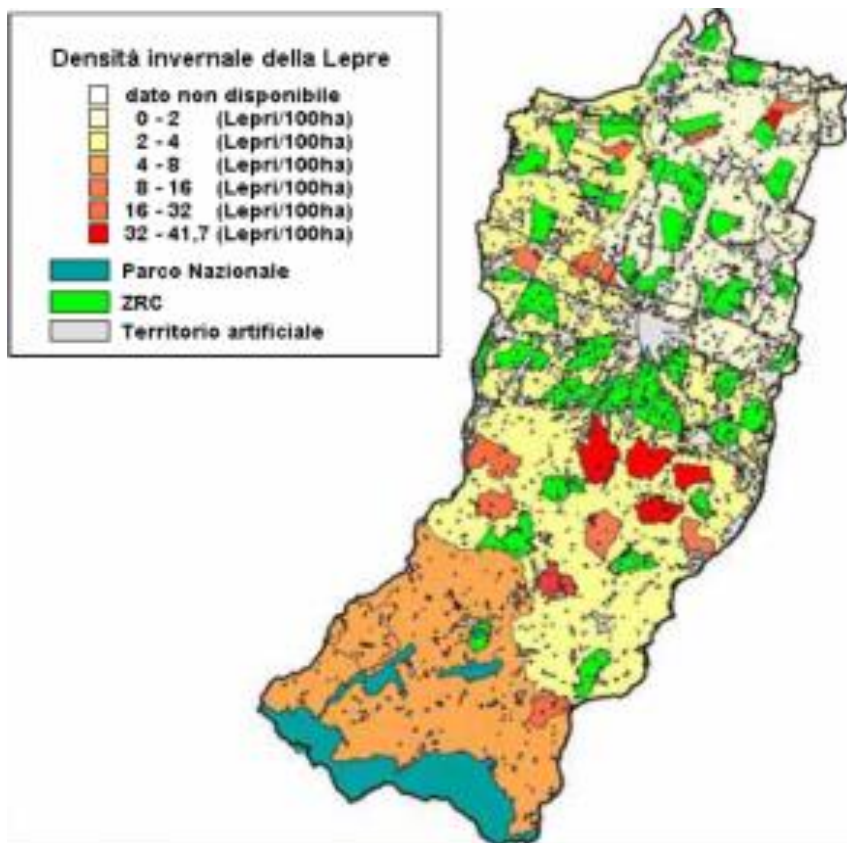 Densitá invernale della Lepre
dato non disponibile
0 - 2 (Lepri/100ha)
2 - 4 (Lepri/100ha)
4 - 8 (Lepri/100ha)
8 - 16 (Lepri/100ha)
16 - 32 (Lepri/100ha)
32 - 41,7 (Lepri/100ha)
Parco Nazionale
ZRC
Territorio artificiale